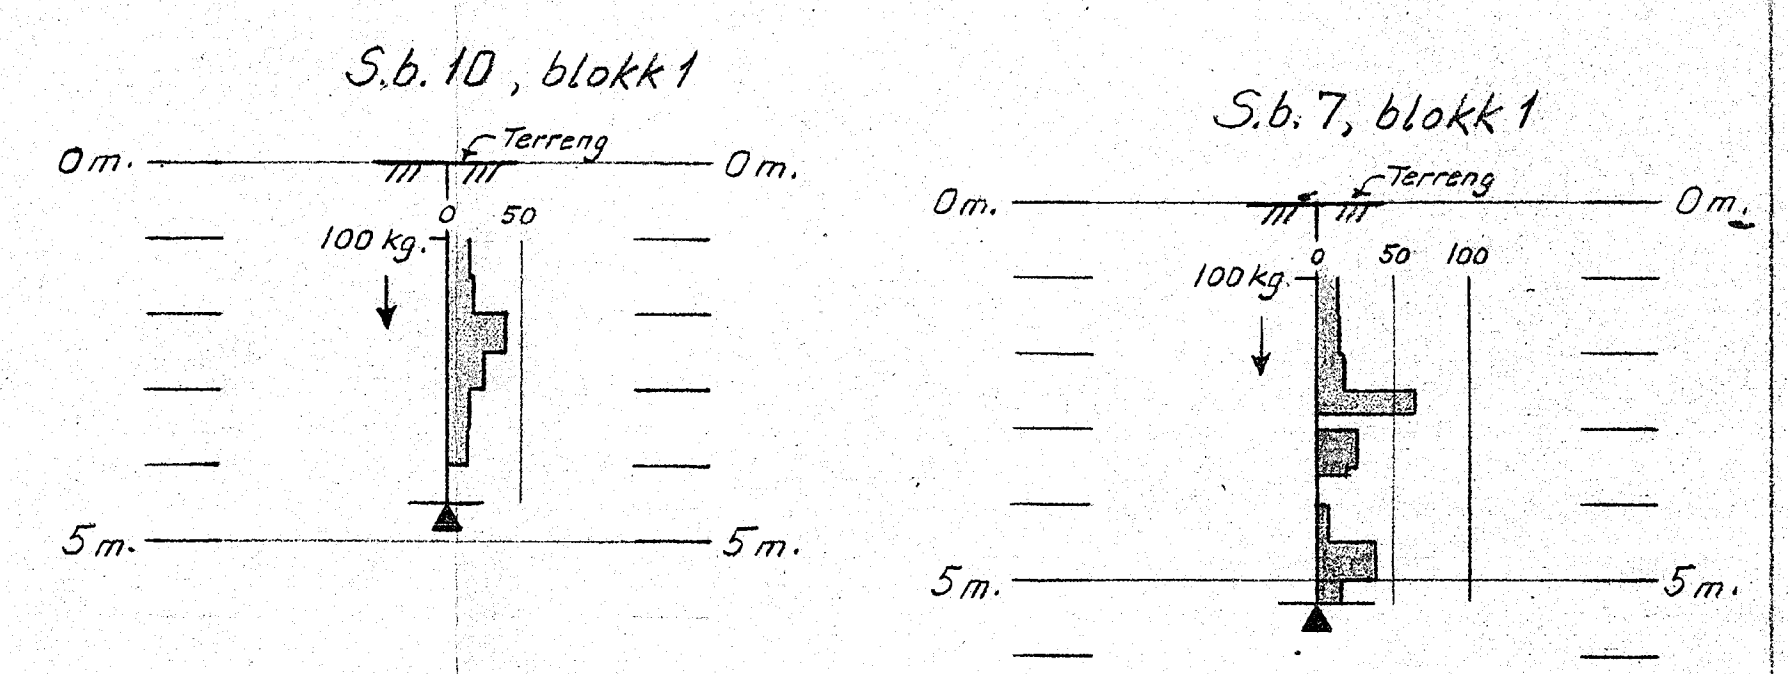 S.b. 10, blokk 1
Terreng
0 m. 0 m.
0 50
100 kg.
5 m. 5 m.
S.b. 7, blokk 1
Terreng
0 m. 0 m.
0 50 100
100 kg.
5 m. 5 m.